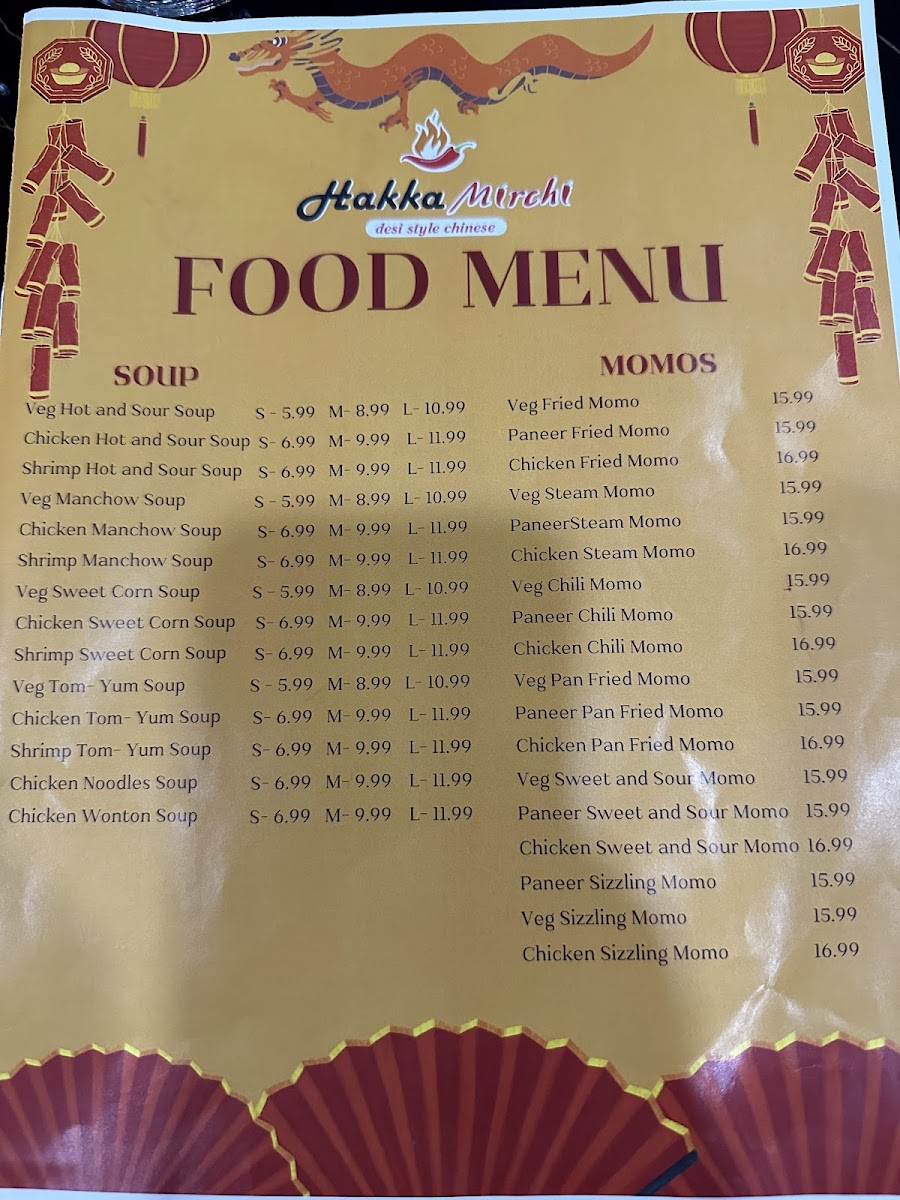 Hakka Mirchi
desi style chinese
FOOD MENU
SOUP
Veg Hot and Sour Soup S - 5.99 M- 8.99 L- 10.99
Chicken Hot and Sour Soup S- 6.99 M- 9.99 L- 11.99
Shrimp Hot and Sour Soup S- 6.99 M- 9.99 L- 11.99
Veg Manchow Soup S - 5.99 M- 8.99 L- 10.99
Chicken Manchow Soup S- 6.99 M- 9.99 L- 11.99
Shrimp Manchow Soup S- 6.99 M- 9.99 L- 11.99
Veg Sweet Corn Soup S - 5.99 M- 8.99 L- 10.99
Chicken Sweet Corn Soup S- 6.99 M- 9.99 L- 11.99
Shrimp Sweet Corn Soup S- 6.99 M- 9.99 L- 11.99
Veg Tom- Yum Soup S - 5.99 M- 8.99 L- 10.99
Chicken Tom- Yum Soup S- 6.99 M- 9.99 L- 11.99
Shrimp Tom- Yum Soup S- 6.99 M- 9.99 L- 11.99
Chicken Noodles Soup S- 6.99 M- 9.99 L- 11.99
Chicken Wonton Soup S- 6.99 M- 9.99 L- 11.99
MOMOS
Veg Fried Momo 15.99
Paneer Fried Momo 15.99
Chicken Fried Momo 16.99
Veg Steam Momo 15.99
PaneerSteam Momo 15.99
Chicken Steam Momo 16.99
Veg Chili Momo 15.99
Paneer Chili Momo 15.99
Chicken Chili Momo 16.99
Veg Pan Fried Momo 15.99
Paneer Pan Fried Momo 15.99
Chicken Pan Fried Momo 16.99
Veg Sweet and Sour Momo 15.99
Paneer Sweet and Sour Momo 15.99
Chicken Sweet and Sour Momo 16.99
Paneer Sizzling Momo 15.99
Veg Sizzling Momo 15.99
Chicken Sizzling Momo 16.99